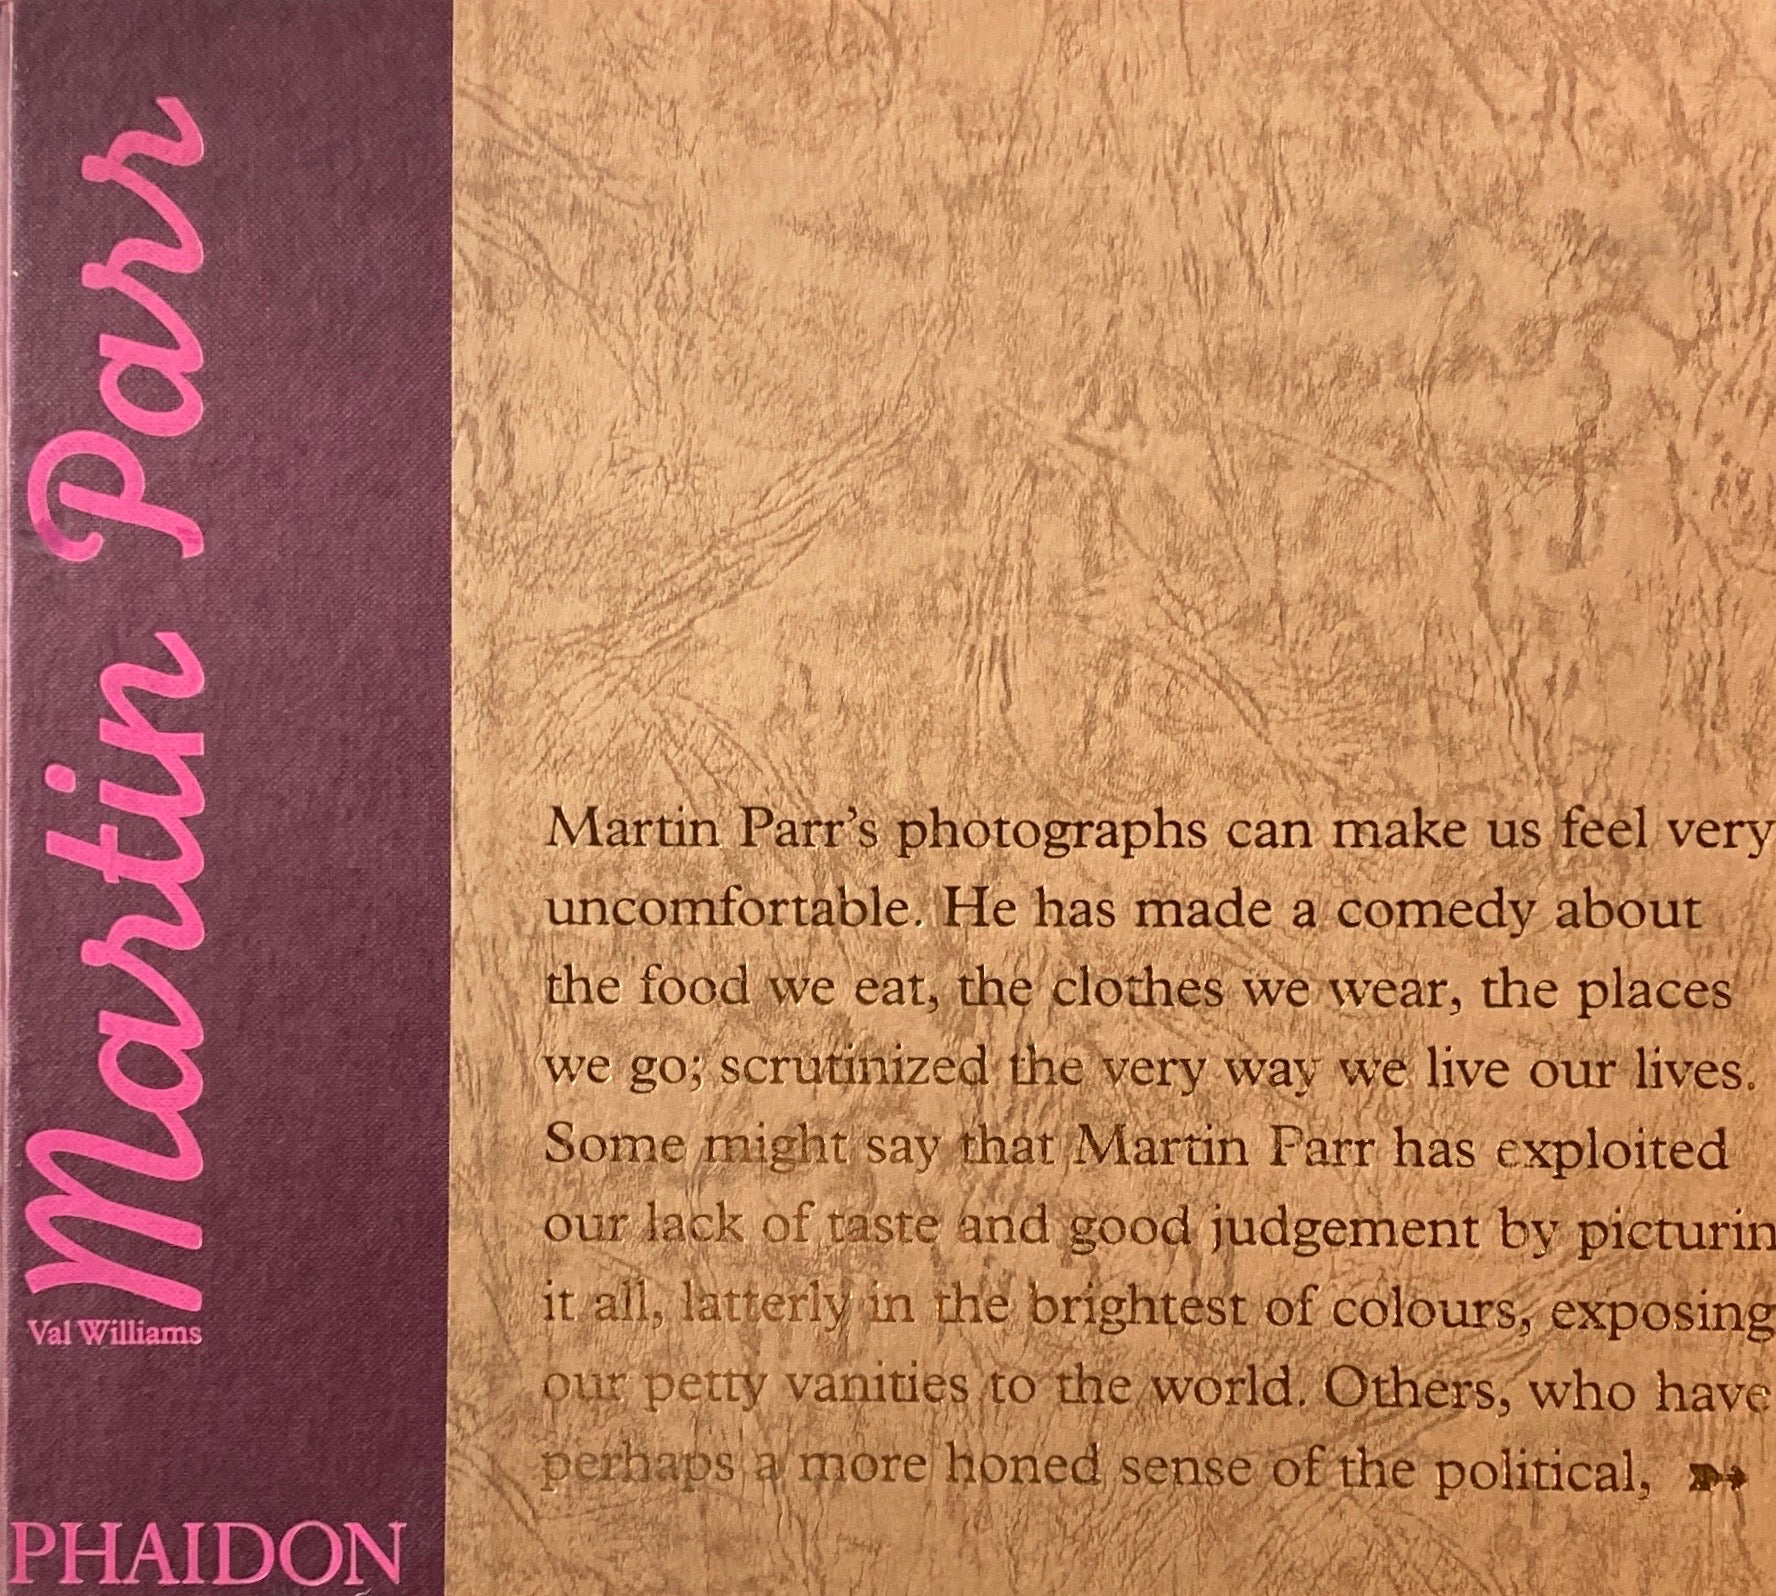 Martin Parr
Val Williams
PHAIDON
Martin Parr’s photographs can make us feel very
uncomfortable. He has made a comedy about
the food we eat, the clothes we wear, the places
we go; scrutinized the very way we live our lives.
Some might say that Martin Parr has exploited
our lack of taste and good judgement by picturin
it all, latterly in the brightest of colours, exposing
our petty vanities to the world. Others, who have
perhaps a more honed sense of the political,